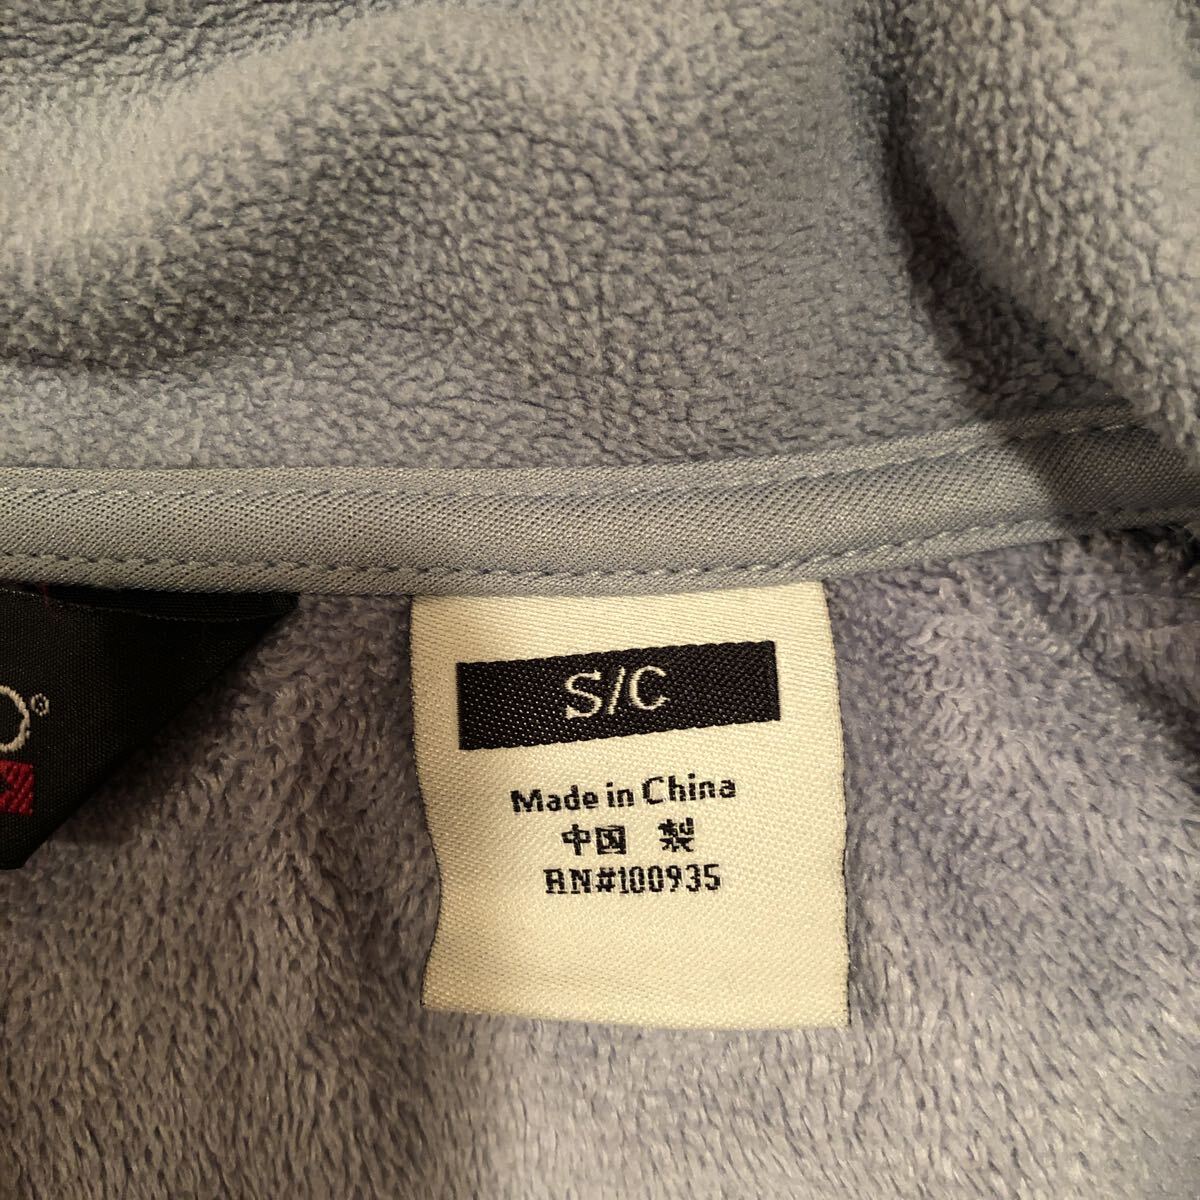 S/C
Made in China
中国 製
RN#100935
O®